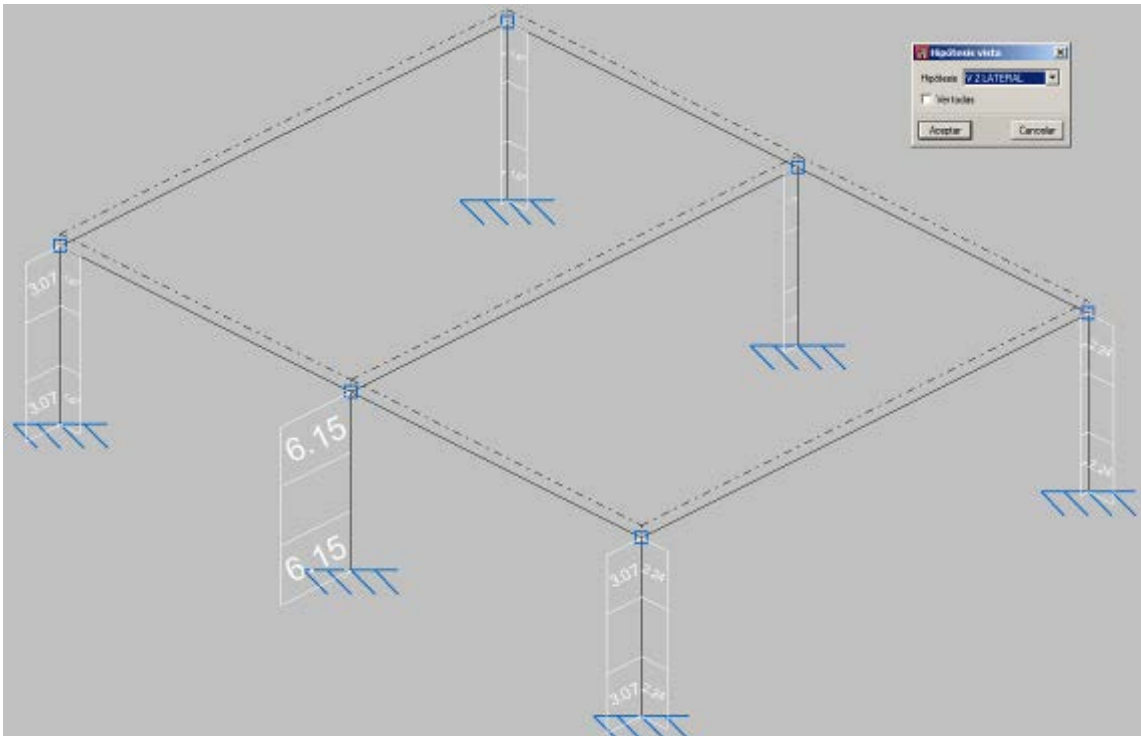 Hipótesis vista
Hipótesis V 2 LATERAL
Ver todas
Aceptar
Cancelar
3.07
3.07
6.15
6.15
3.07 2.24
3.07 2.24
2.24
2.24